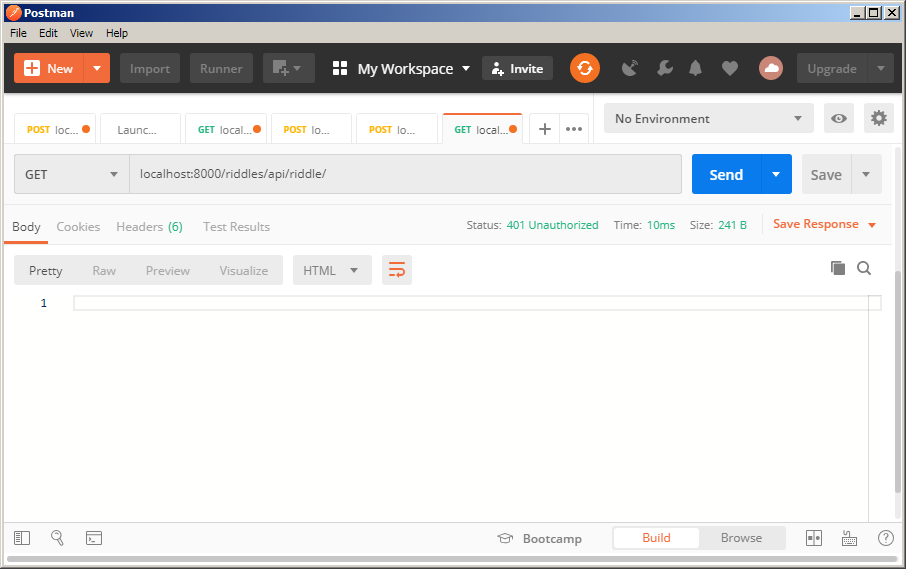 Postman
File Edit View Help
New Import Runner My Workspace Invite Upgrade
POST loc... Launc... GET local... POST lo... POST lo... GET local... No Environment
GET localhost:8000/riddles/api/riddle/ Send Save
Body Cookies Headers (6) Test Results Status: 401 Unauthorized Time: 10ms Size: 241 B Save Response
Pretty Raw Preview Visualize HTML
1
Bootcamp Build Browse